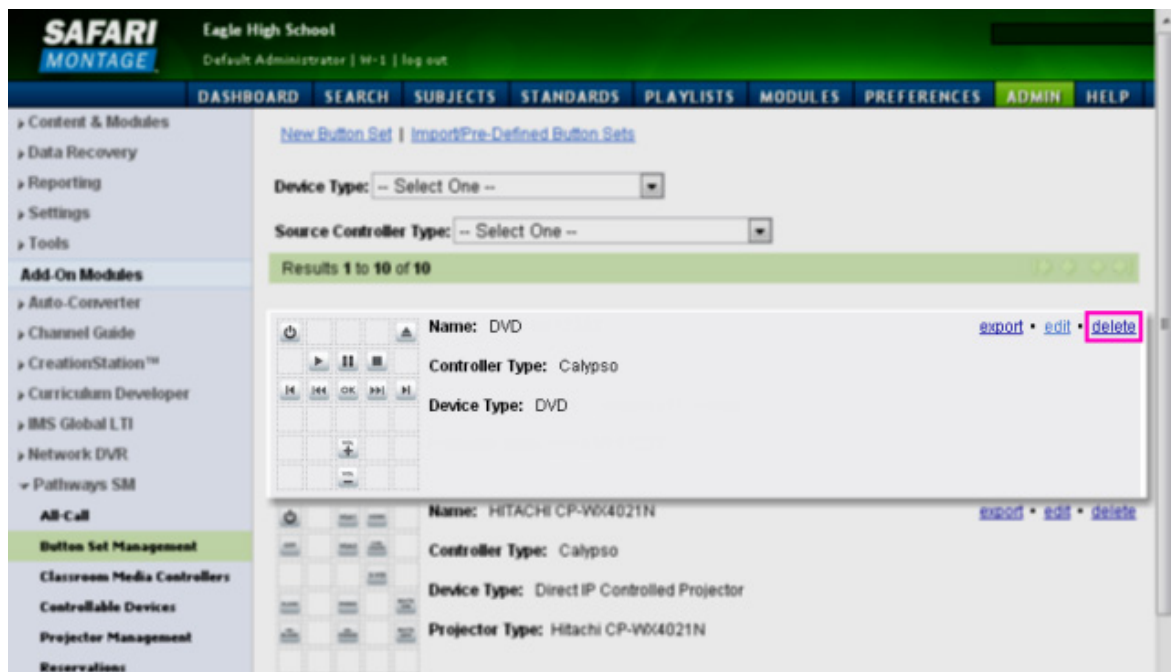 SAFARI
MONTAGE
Eagle High School
Default Administrator | W-1 | log out
DASHBOARD SEARCH SUBJECTS STANDARDS PLAYLISTS MODULES PREFERENCES ADMIN HELP
Content & Modules
Data Recovery
Reporting
Settings
Tools
Add-On Modules
Auto-Converter
Channel Guide
CreationStation™
Curriculum Developer
IMS Global LTI
Network DVR
Pathways SM
All-Call
Button Set Management
Classroom Media Controllers
Controllable Devices
Projector Management
Reservations
New Button Set | Import/Pre-Defined Button Sets
Device Type: -- Select One --
Source Controller Type: -- Select One --
Results 1 to 10 of 10
Name: DVD
export • edit • delete
Controller Type: Calypso
OK
Device Type: DVD
Name: HITACHI CP-WX4021N
export • edit • delete
Controller Type: Calypso
Device Type: Direct IP Controlled Projector
Projector Type: Hitachi CP-WX4021N